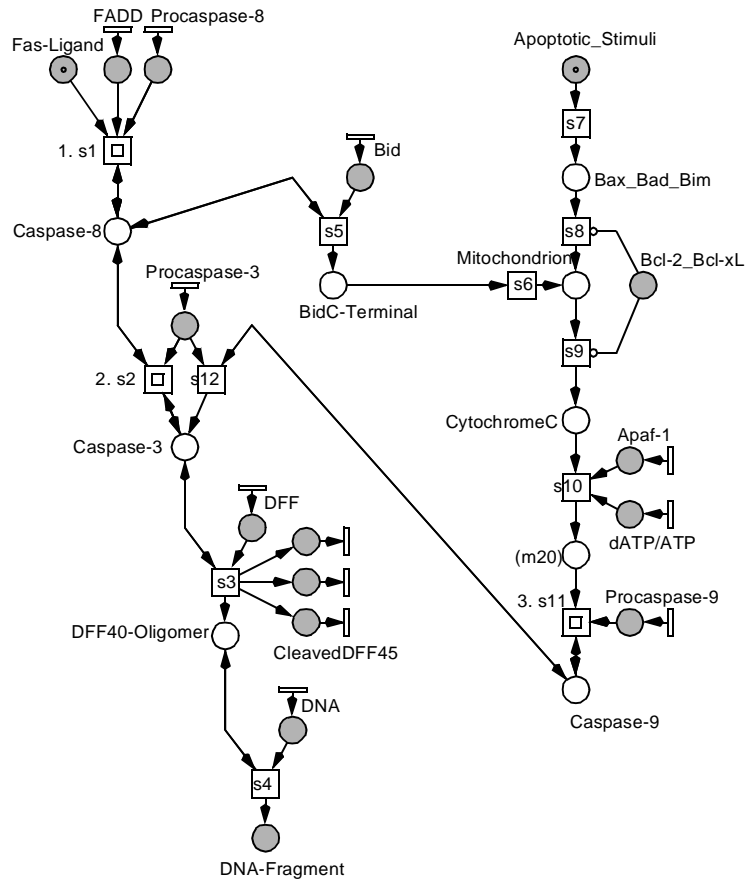 FADD Procaspase-8
Fas-Ligand
Apoptotic_Stimuli
s7
1. s1
Bid
Bax_Bad_Bim
Caspase-8
s5
s8
Mitochondrion
Bcl-2_Bcl-xL
Procaspase-3
s6
BidC-Terminal
s9
2. s2
s12
CytochromeC
Apaf-1
Caspase-3
s10
DFF
dATP/ATP
(m20)
s3
3. s11
Procaspase-9
DFF40-Oligomer
CleavedDFF45
DNA
Caspase-9
s4
DNA-Fragment